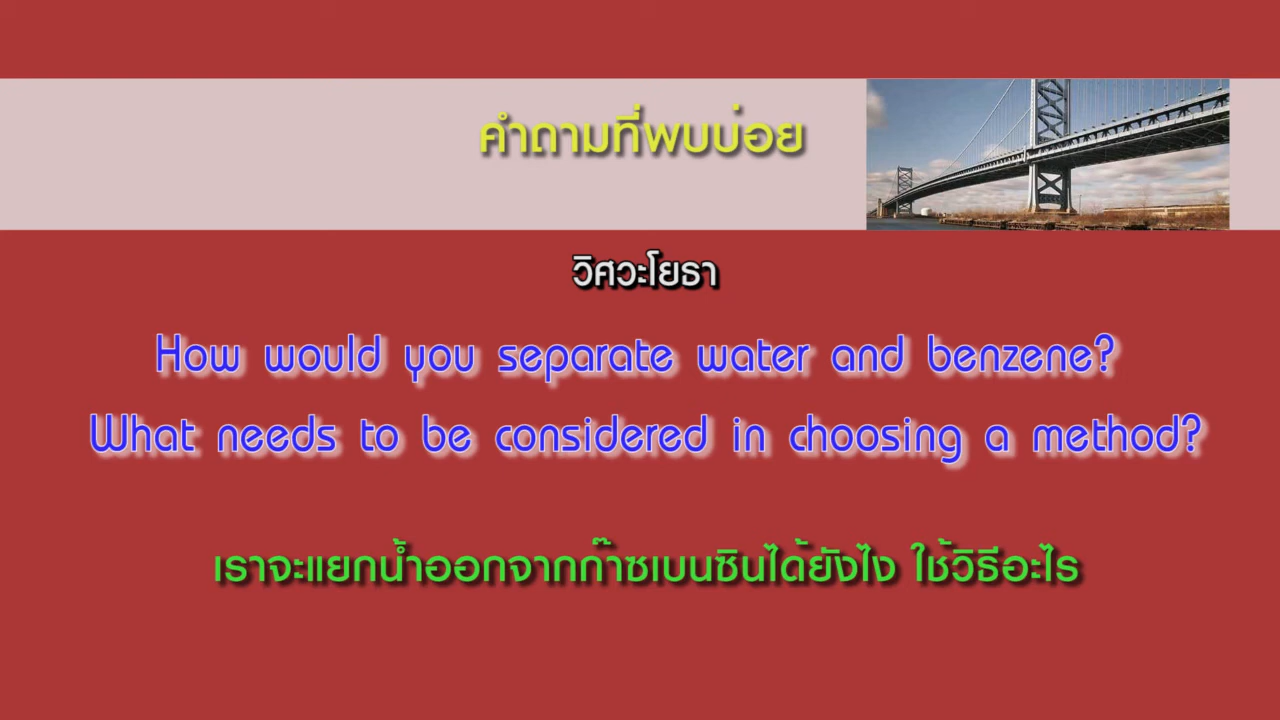 คำถามที่พบบ่อย
วิศวะโยธา
How would you separate water and benzene?
What needs to be considered in choosing a method?
เราจะแยกน้ำออกจากก๊าซเบนซินได้ยังไง ใช้วิธีอะไร